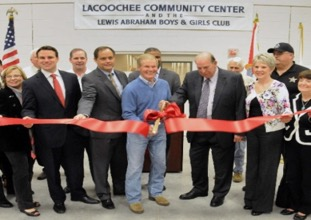 LACOOCHEE COMMUNITY CENTER
AND THE
LEWIS ABRAHAM BOYS & GIRLS CLUB